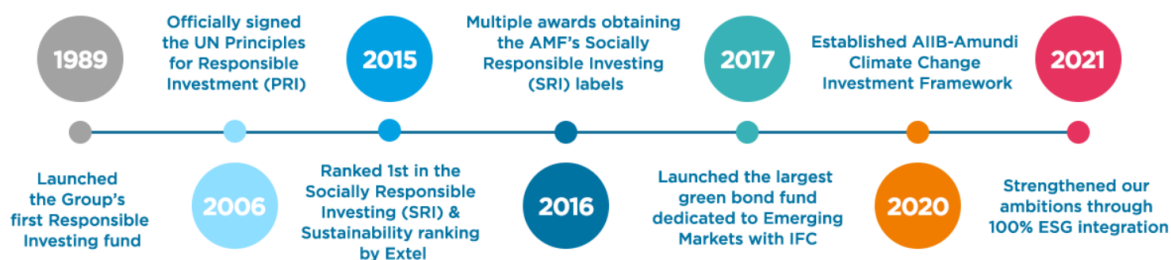 1989
Launched
the Group's
first Responsible
Investing fund
Officially signed
the UN Principles
for Responsible
Investment (PRI)
2006
2015
Ranked 1st in the
Socially Responsible
Investing (SRI) &
Sustainability ranking
by Extel
Multiple awards obtaining
the AMF's Socially
Responsible Investing
(SRI) labels
2016
2017
Launched the largest
green bond fund
dedicated to Emerging
Markets with IFC
Established AIIB-Amundi
Climate Change
Investment Framework
2020
2021
Strengthened our
ambitions through
100% ESG integration